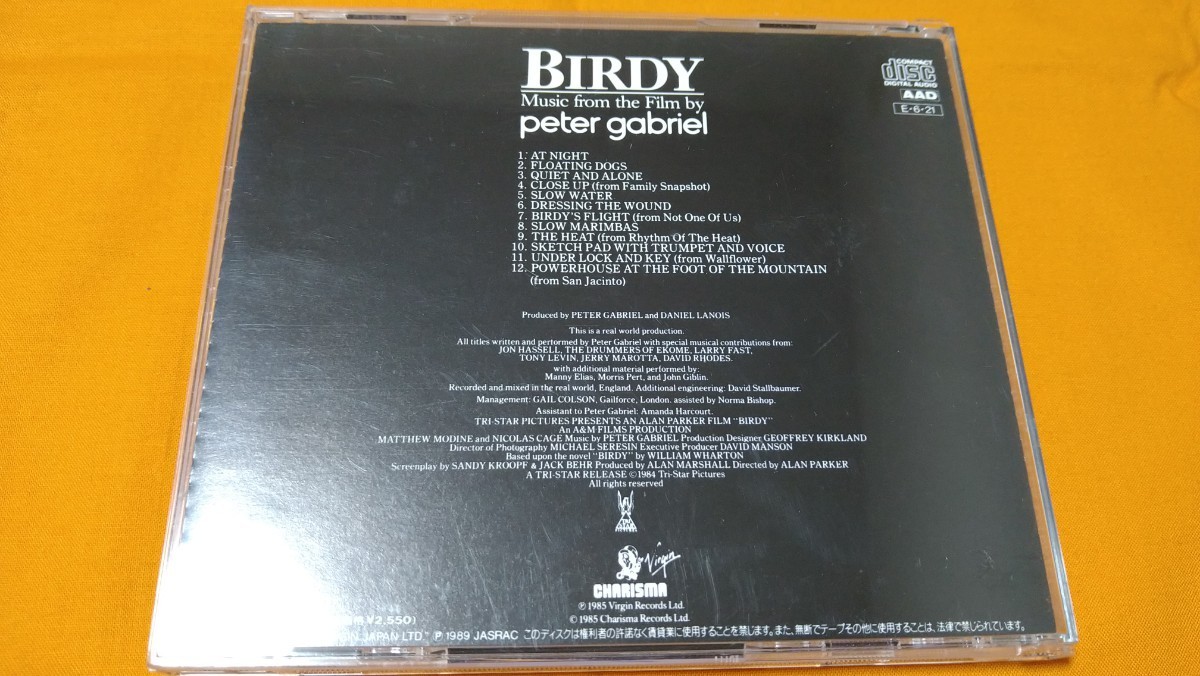 BIRDY
Music from the Film by
peter gabriel
COMPACT
disc
DIGITAL AUDIO
AAD
E-6-21
1. AT NIGHT
2. FLOATING DOGS
3. QUIET AND ALONE
4. CLOSE UP (from Family Snapshot)
5. SLOW WATER
6. DRESSING THE WOUND
7. BIRDY'S FLIGHT (from Not One Of Us)
8. SLOW MARIMBAS
9. THE HEAT (from Rhythm Of The Heat)
10. SKETCH PAD WITH TRUMPET AND VOICE
11. UNDER LOCK AND KEY (from Wallflower)
12. POWERHOUSE AT THE FOOT OF THE MOUNTAIN
(from San Jacinto)
Produced by PETER GABRIEL and DANIEL LANOIS
This is a real world production.
All titles written and performed by Peter Gabriel with special musical contributions from:
JON HASSELL, THE DRUMMERS OF EKOME, LARRY FAST,
TONY LEVIN, JERRY MAROTTA, DAVID RHODES.
with additional material performed by:
Manny Elias, Morris Pert, and John Giblin.
Recorded and mixed in the real world, England. Additional engineering: David Stallbaumer.
Management: GAIL COLSON, Gailforce, London. assisted by Norma Bishop.
Assistant to Peter Gabriel: Amanda Harcourt.
TRI-STAR PICTURES PRESENTS AN ALAN PARKER FILM "BIRDY"
An A&M FILMS PRODUCTION
MATTHEW MODINE and NICOLAS CAGE Music by PETER GABRIEL Production Designer GEOFFREY KIRKLAND
Director of Photography MICHAEL SERESIN Executive Producer DAVID MANSON
Based upon the novel "BIRDY" by WILLIAM WHARTON
Screenplay by SANDY KROOPF & JACK BEHR Produced by ALAN MARSHALL Directed by ALAN PARKER
A TRI-STAR RELEASE ©1984 Tri-Star Pictures
All rights reserved
TRI STAR
Virgin
CHARISMA
℗ 1985 Virgin Records Ltd.
© 1985 Charisma Records Ltd.
¥2,550)
JAPAN LTD. ℗ 1989 JASRAC このディスクは権利者の許諾なく賃貸業に使用することを禁じます。また、無断でテープその他に使用することは、法律で禁じられています。